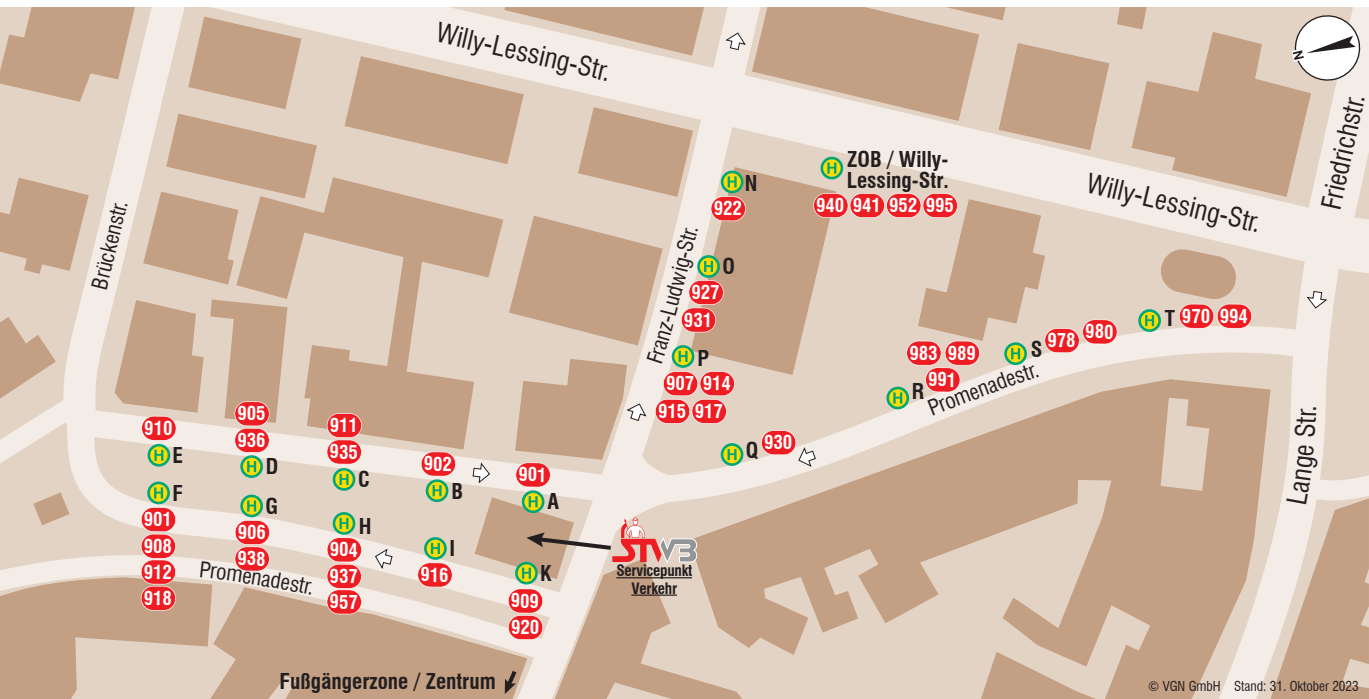 Willy-Lessing-Str.
N
Friedrichstr.
Brückenstr.
H N
922
H ZOB / Willy-
Lessing-Str.
940 941 952 995
Willy-Lessing-Str.
Franz-Ludwig-Str.
H O
927
931
H P
907 914
915 917
H T 970 994
H S 978 980
983 989
991
H R
Promenadestr.
H Q 930
Lange Str.
910
H E
905
936
H D
911
935
H C
902
H B
901
H A
H F
901
908
912
918
H G
906
938
H H
904
937
957
H I
916
H K
909
920
Promenadestr.
STWB
Servicepunkt
Verkehr
Fußgängerzone / Zentrum
© VGN GmbH Stand: 31. Oktober 2023